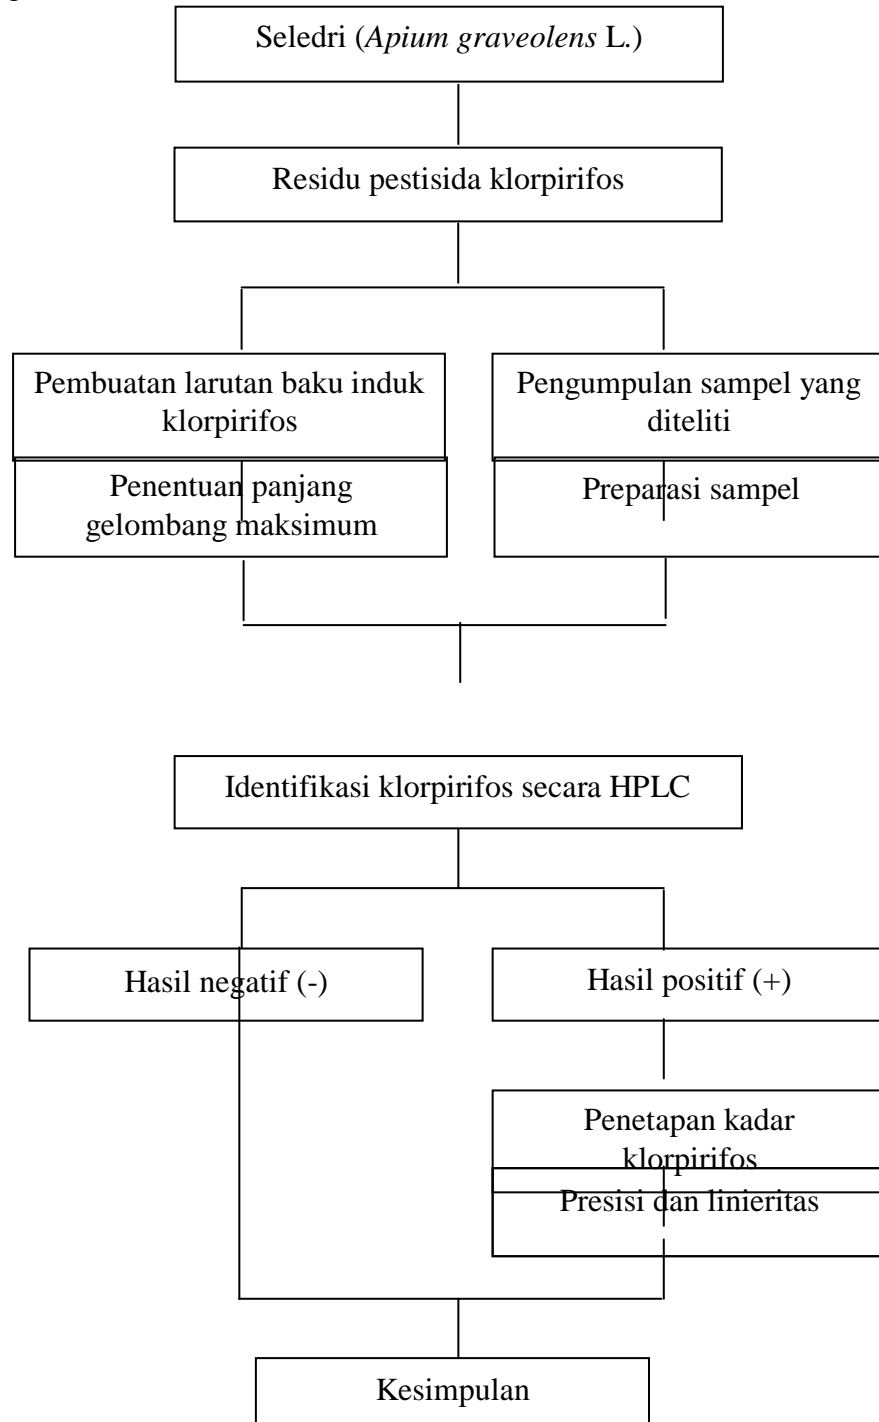 Seledri (Apium graveolens L.)
Residu pestisida klorpirifos
Pembuatan larutan baku induk
klorpirifos
Pengumpulan sampel yang
diteliti
Penentuan panjang
gelombang maksimum
Preparasi sampel
Identifikasi klorpirifos secara HPLC
Hasil negatif (-)
Hasil positif (+)
Penetapan kadar
klorpirifos
Presisi dan linieritas
Kesimpulan